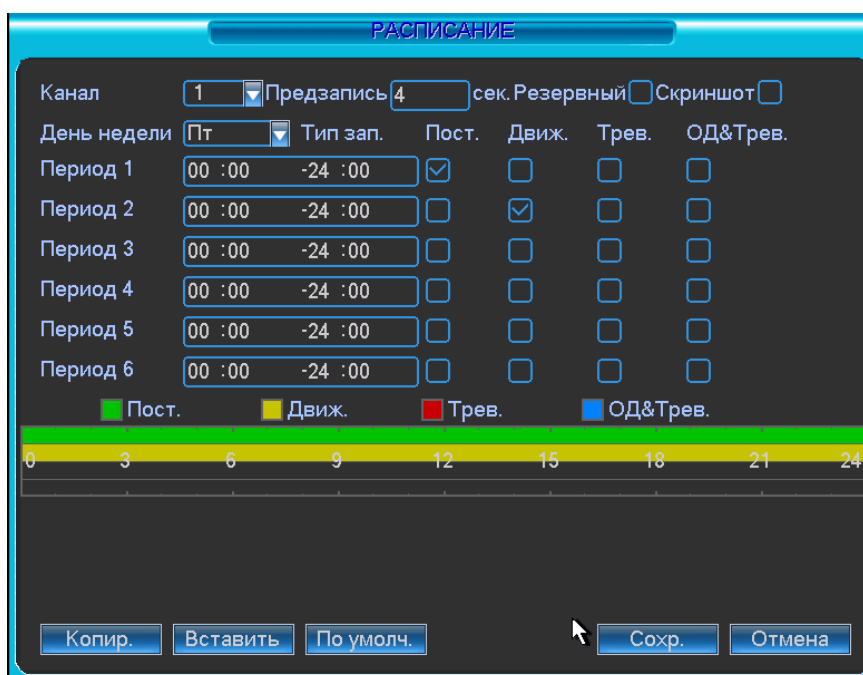 РАСПИСАНИЕ
Канал 1 Предзапись 4 сек. Резервный Скриншот
День недели Пт Тип зап. Пост. Движ. Трев. ОД&Трев.
Период 1 00 :00 -24 :00
Период 2 00 :00 -24 :00
Период 3 00 :00 -24 :00
Период 4 00 :00 -24 :00
Период 5 00 :00 -24 :00
Период 6 00 :00 -24 :00
Пост. Движ. Трев. ОД&Трев.
0 3 6 9 12 15 18 21 24
Копир. Вставить По умолч. Сохр. Отмена